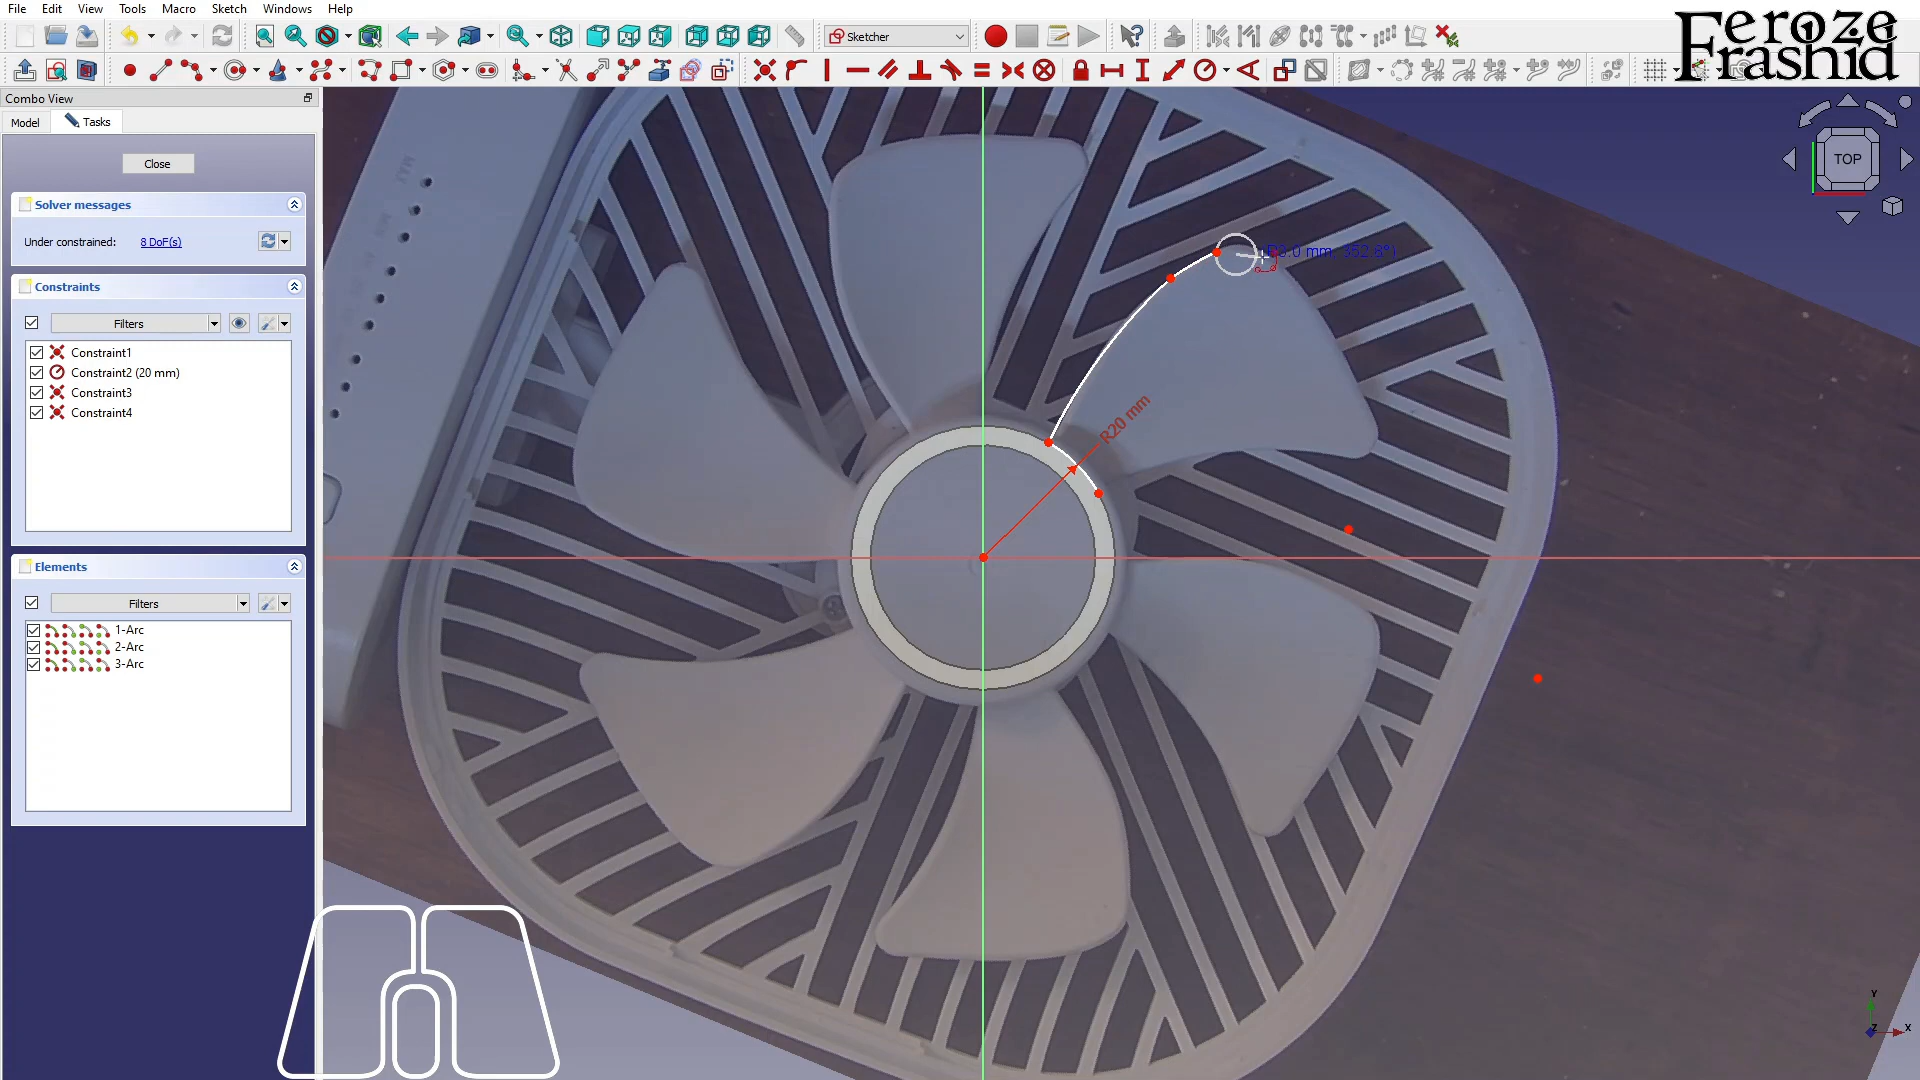 File Edit View Tools Macro Sketch Windows Help
Sketcher
Feroze
Frashid
Combo View
Model Tasks
Close
Solver messages
Under constrained: 8 DoF(s)
Constraints
Filters
Constraint1
Constraint2 (20 mm)
Constraint3
Constraint4
Elements
Filters
1-Arc
2-Arc
3-Arc
MAX
R20 mm
TOP
Y
Z
X